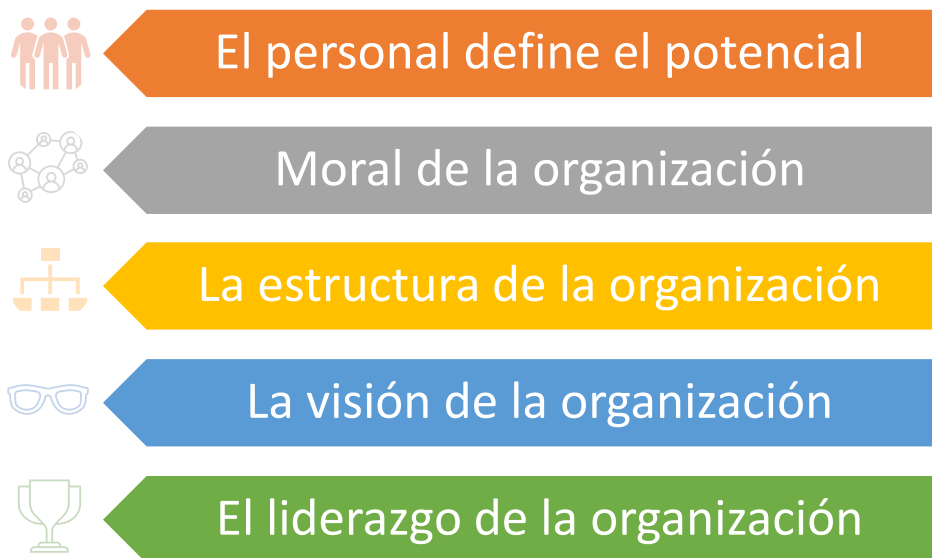 El personal define el potencial
Moral de la organización
La estructura de la organización
La visión de la organización
El liderazgo de la organización